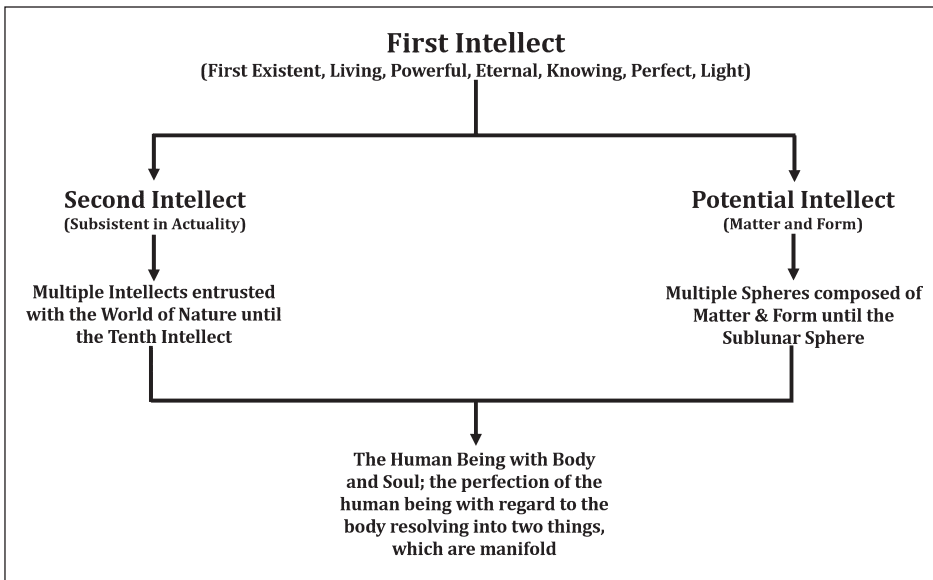 First Intellect
(First Existent, Living, Powerful, Eternal, Knowing, Perfect, Light)
Second Intellect
(Subsistent in Actuality)
Potential Intellect
(Matter and Form)
Multiple Intellects entrusted
with the World of Nature until
the Tenth Intellect
Multiple Spheres composed of
Matter & Form until the
Sublunar Sphere
The Human Being with Body
and Soul; the perfection of the
human being with regard to the
body resolving into two things,
which are manifold